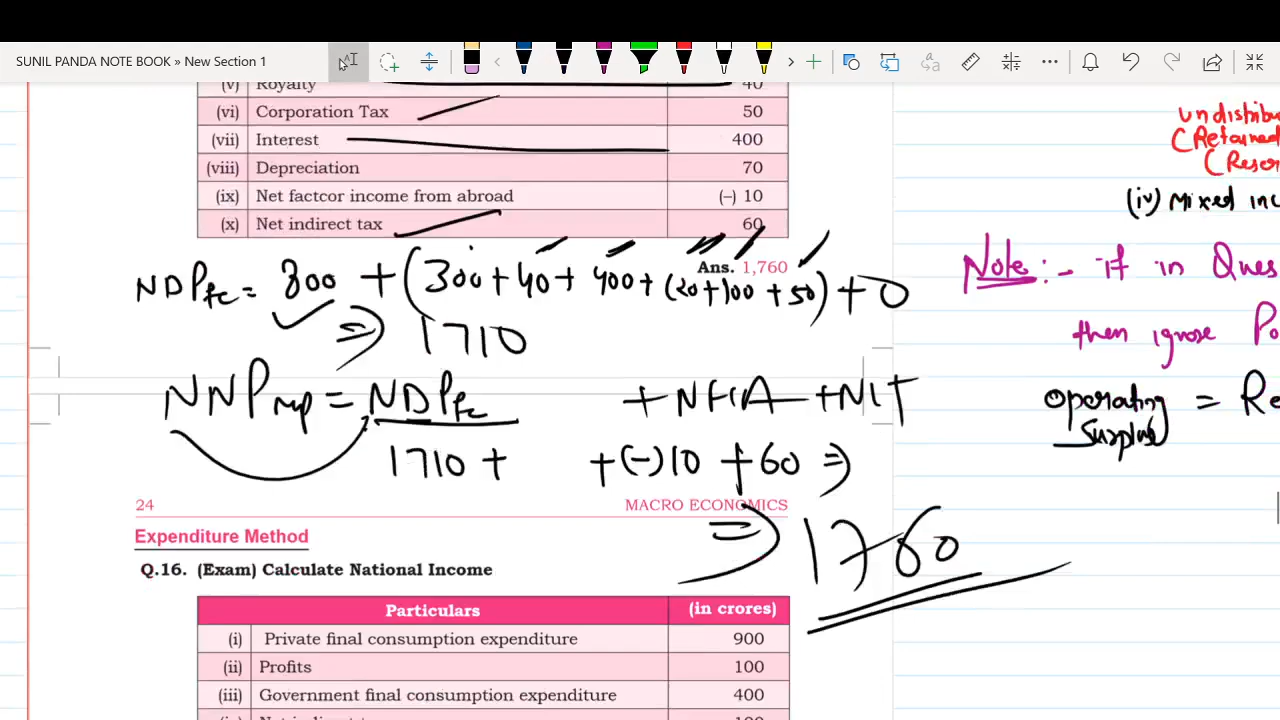 SUNIL PANDA NOTE BOOK » New Section 1
(v) Royalty 40
(vi) Corporation Tax 50
(vii) Interest 400
(viii) Depreciation 70
(ix) Net factcor income from abroad (–) 10
(x) Net indirect tax 60
Ans. 1,760
NDPfc = 800 + (300 + 40 + 400 + (20+100 + 50) + 0
⇒ 1710
NNPmp = NDPfc + NFIA + NIT
1710 + + (–) 10 + 60 ⇒
⇒ 1760
24 MACRO ECONOMICS
Expenditure Method
Q.16. (Exam) Calculate National Income
Particulars (in crores)
(i) Private final consumption expenditure 900
(ii) Profits 100
(iii) Government final consumption expenditure 400
100
undistrib
(Retained
(Reser
(iv) Mixed inc
Note :- if in Ques
then ignore Po
operating surplus = Re